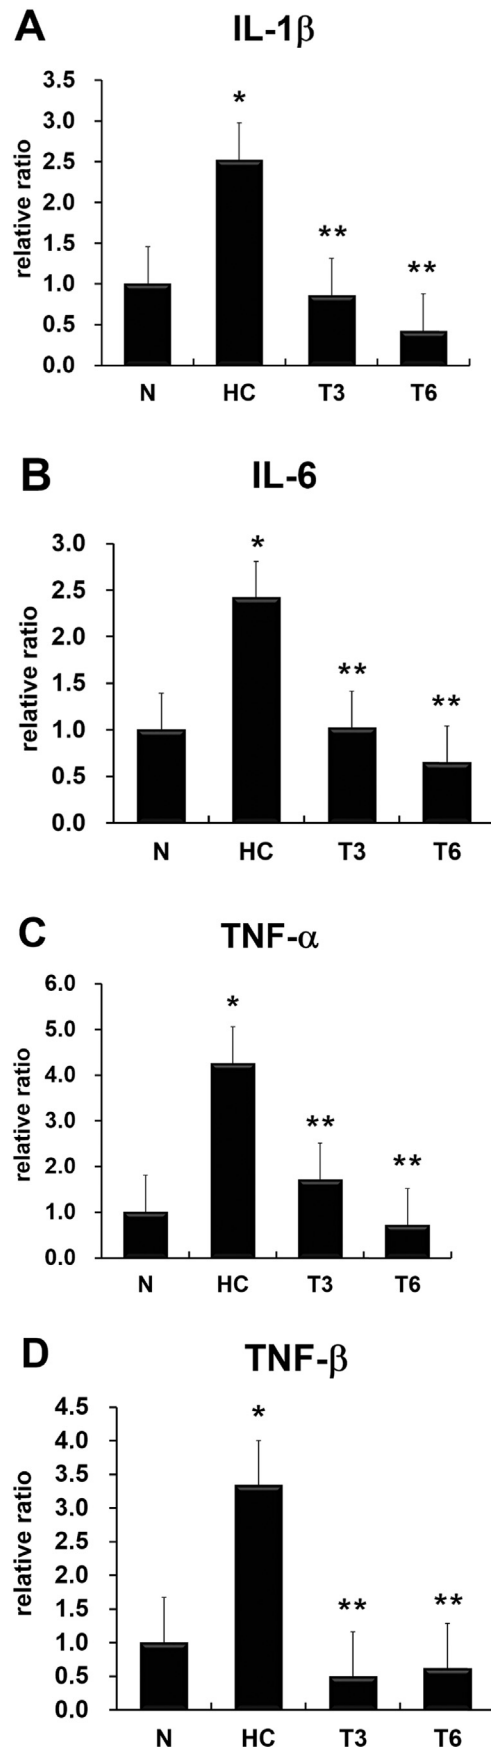 A
IL-1β
3.5
3.0
2.5
2.0
1.5
1.0
0.5
0.0
relative ratio
*
**
**
N HC T3 T6
B
IL-6
3.0
2.5
2.0
1.5
1.0
0.5
0.0
relative ratio
*
**
**
N HC T3 T6
C
TNF-α
6.0
5.0
4.0
3.0
2.0
1.0
0.0
relative ratio
*
**
**
N HC T3 T6
D
TNF-β
4.5
4.0
3.5
3.0
2.5
2.0
1.5
1.0
0.5
0.0
relative ratio
*
**
**
N HC T3 T6